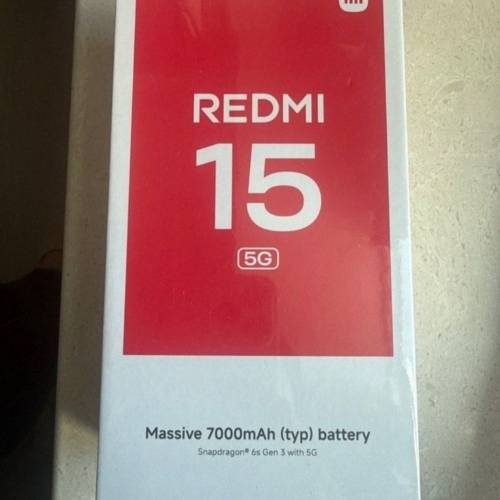 REDMI
15
5G
Massive 7000mAh (typ) battery
Snapdragon® 6s Gen 3 with 5G